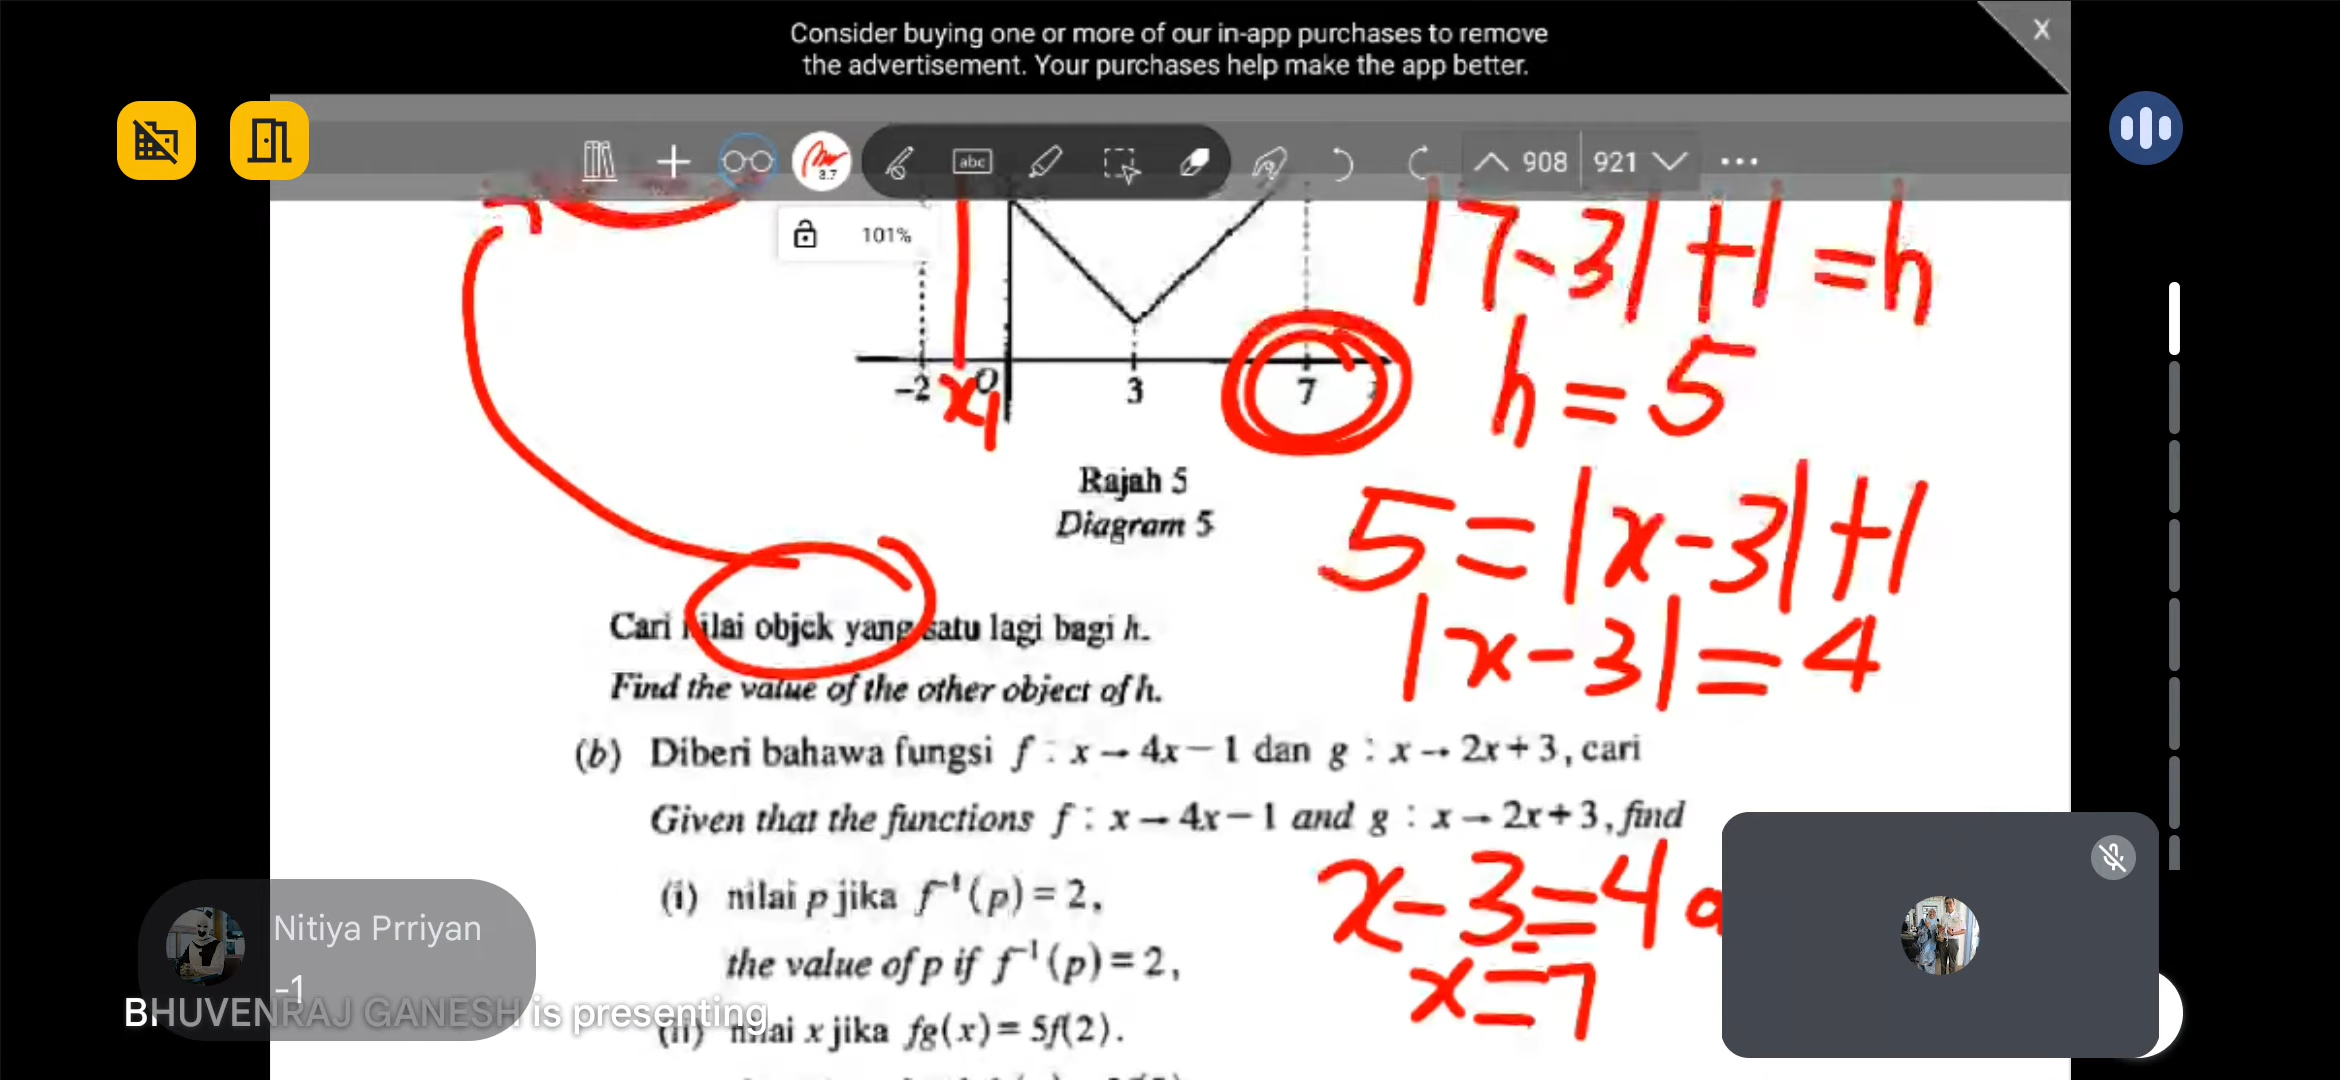 Consider buying one or more of our in-app purchases to remove
the advertisement. Your purchases help make the app better.
X
abc
3.7
908 921
101%
|7-3|+1=h
h=5
-2 x1 O 3 7
Rajah 5
Diagram 5
5=|x-3|+1
|x-3|=4
Cari nilai objek yang satu lagi bagi h.
Find the value of the other object of h.
(b) Diberi bahawa fungsi f : x → 4x − 1 dan g : x → 2x + 3, cari
Given that the functions f : x → 4x − 1 and g : x → 2x + 3, find
x-3=4
x=7
(i) nilai p jika f⁻¹(p) = 2,
the value of p if f⁻¹(p) = 2,
(ii) nilai x jika fg(x) = 5f(2).
Nitiya Prriyan
-1
BHUVENRAJ GANESH is presenting